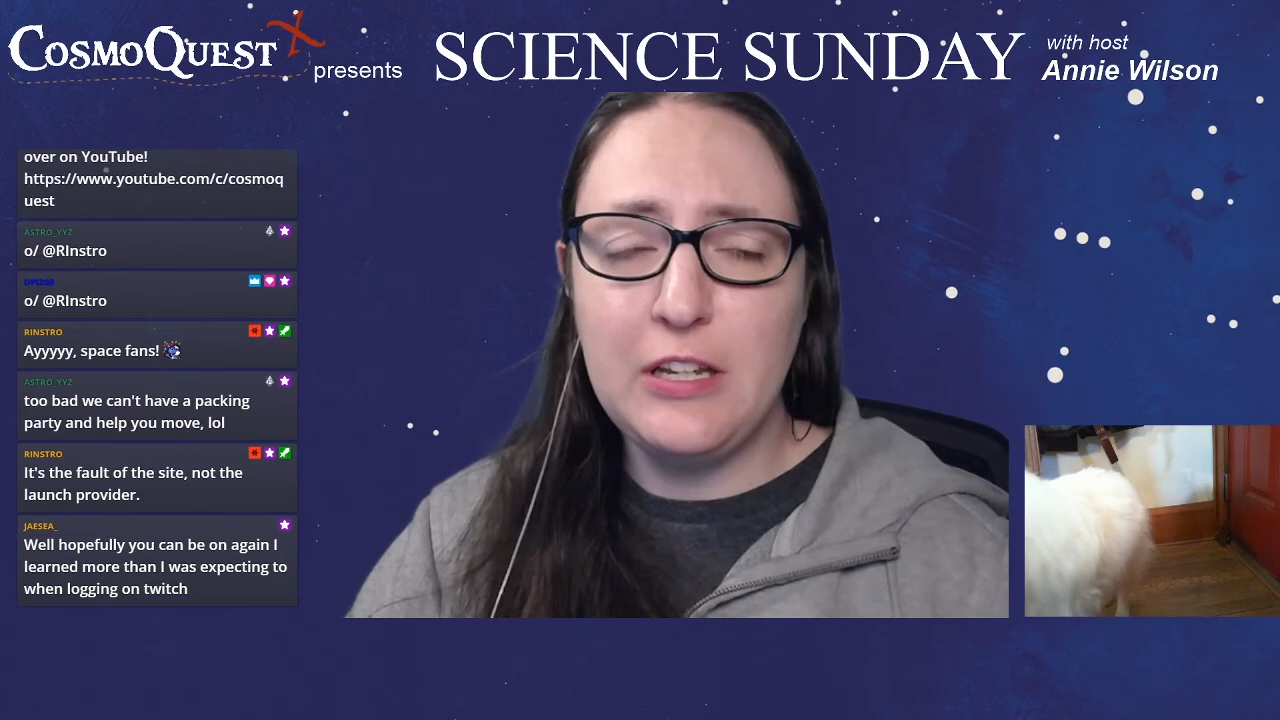 CosmoQuest X
presents
SCIENCE SUNDAY
with host
Annie Wilson
over on YouTube!
https://www.youtube.com/c/cosmoq
uest
ASTRO_YYZ
o/ @RInstro
DPI209
o/ @RInstro
RINSTRO
Ayyyyy, space fans!
ASTRO_YYZ
too bad we can't have a packing
party and help you move, lol
RINSTRO
It's the fault of the site, not the
launch provider.
JAESEA_
Well hopefully you can be on again I
learned more than I was expecting to
when logging on twitch